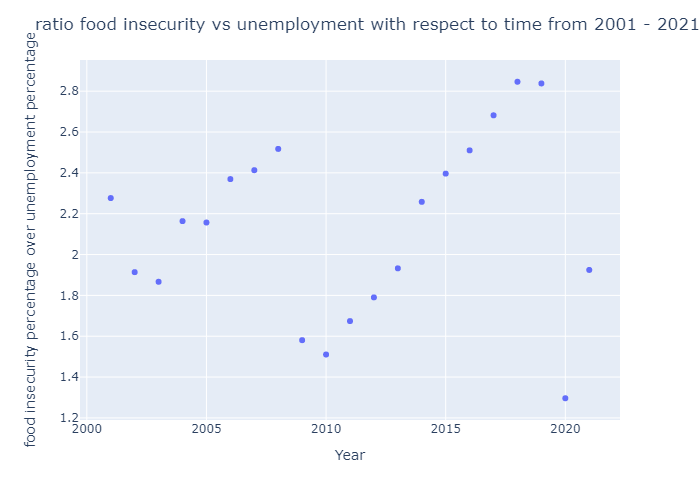 ratio food insecurity vs unemployment with respect to time from 2001 - 2021
food insecurity percentage over unemployment percentage
2.8
2.6
2.4
2.2
2
1.8
1.6
1.4
1.2
2000 2005 2010 2015 2020
Year